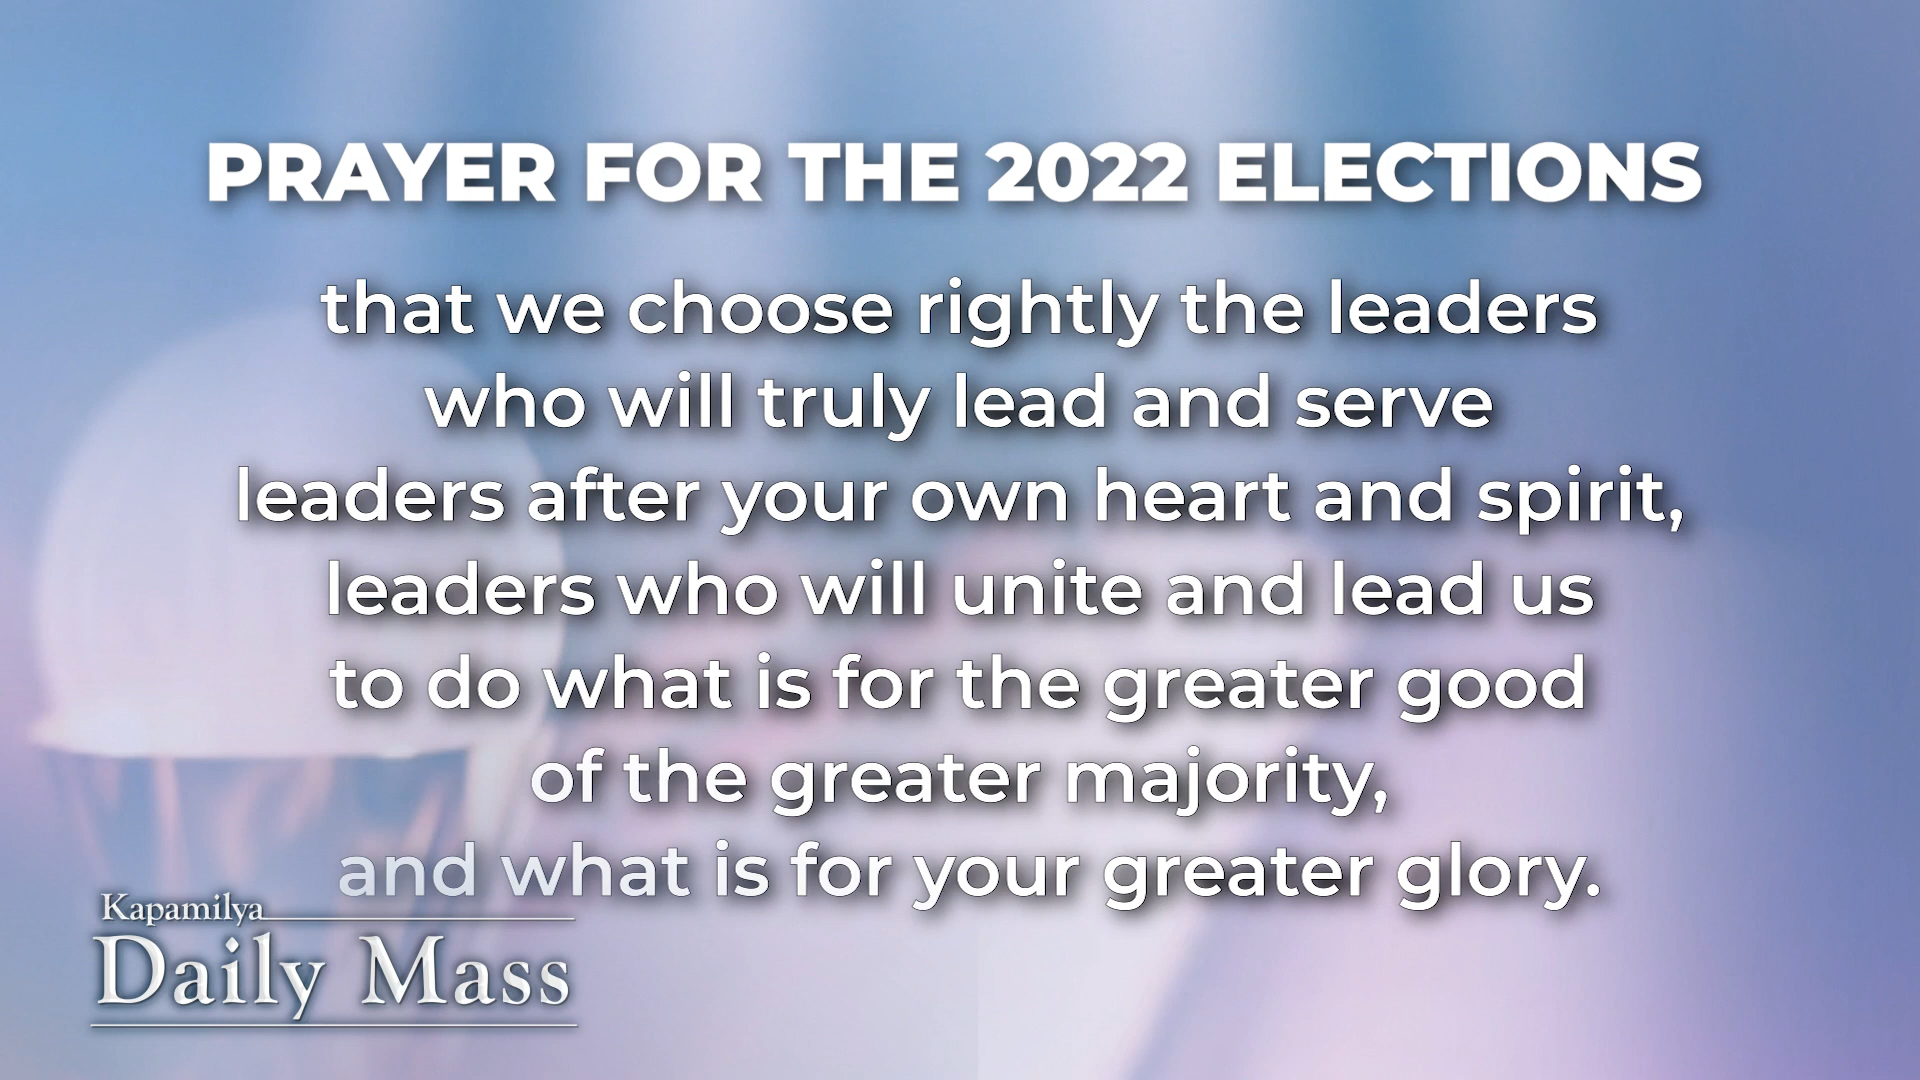 PRAYER FOR THE 2022 ELECTIONS
that we choose rightly the leaders
who will truly lead and serve
leaders after your own heart and spirit,
leaders who will unite and lead us
to do what is for the greater good
of the greater majority,
and what is for your greater glory.
Kapamilya
Daily Mass